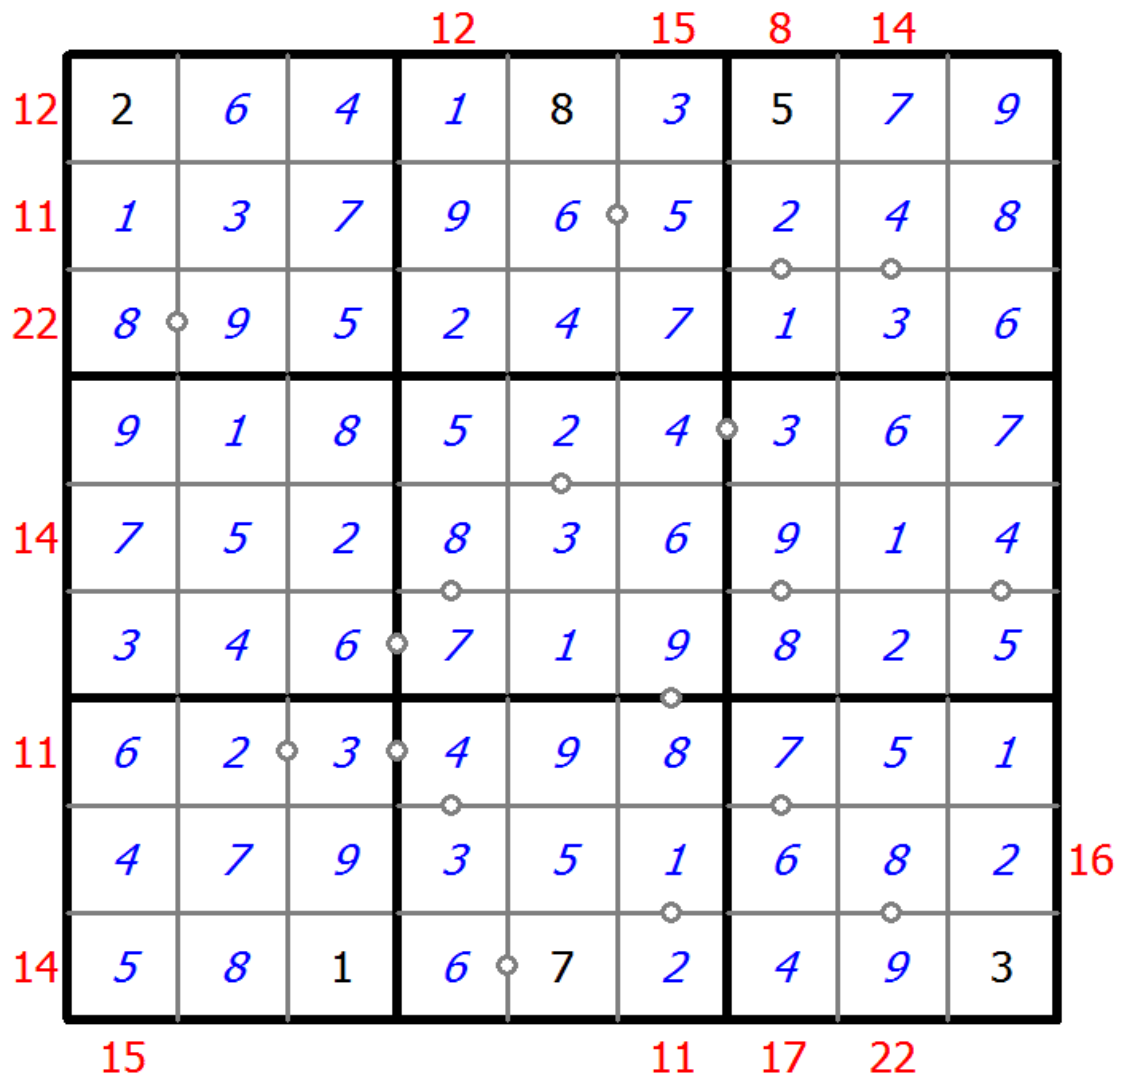 12 15 8 14
12 2 6 4 1 8 3 5 7 9
11 1 3 7 9 6 5 2 4 8
22 8 9 5 2 4 7 1 3 6
9 1 8 5 2 4 3 6 7
14 7 5 2 8 3 6 9 1 4
3 4 6 7 1 9 8 2 5
11 6 2 3 4 9 8 7 5 1
4 7 9 3 5 1 6 8 2 16
14 5 8 1 6 7 2 4 9 3
15 11 17 22